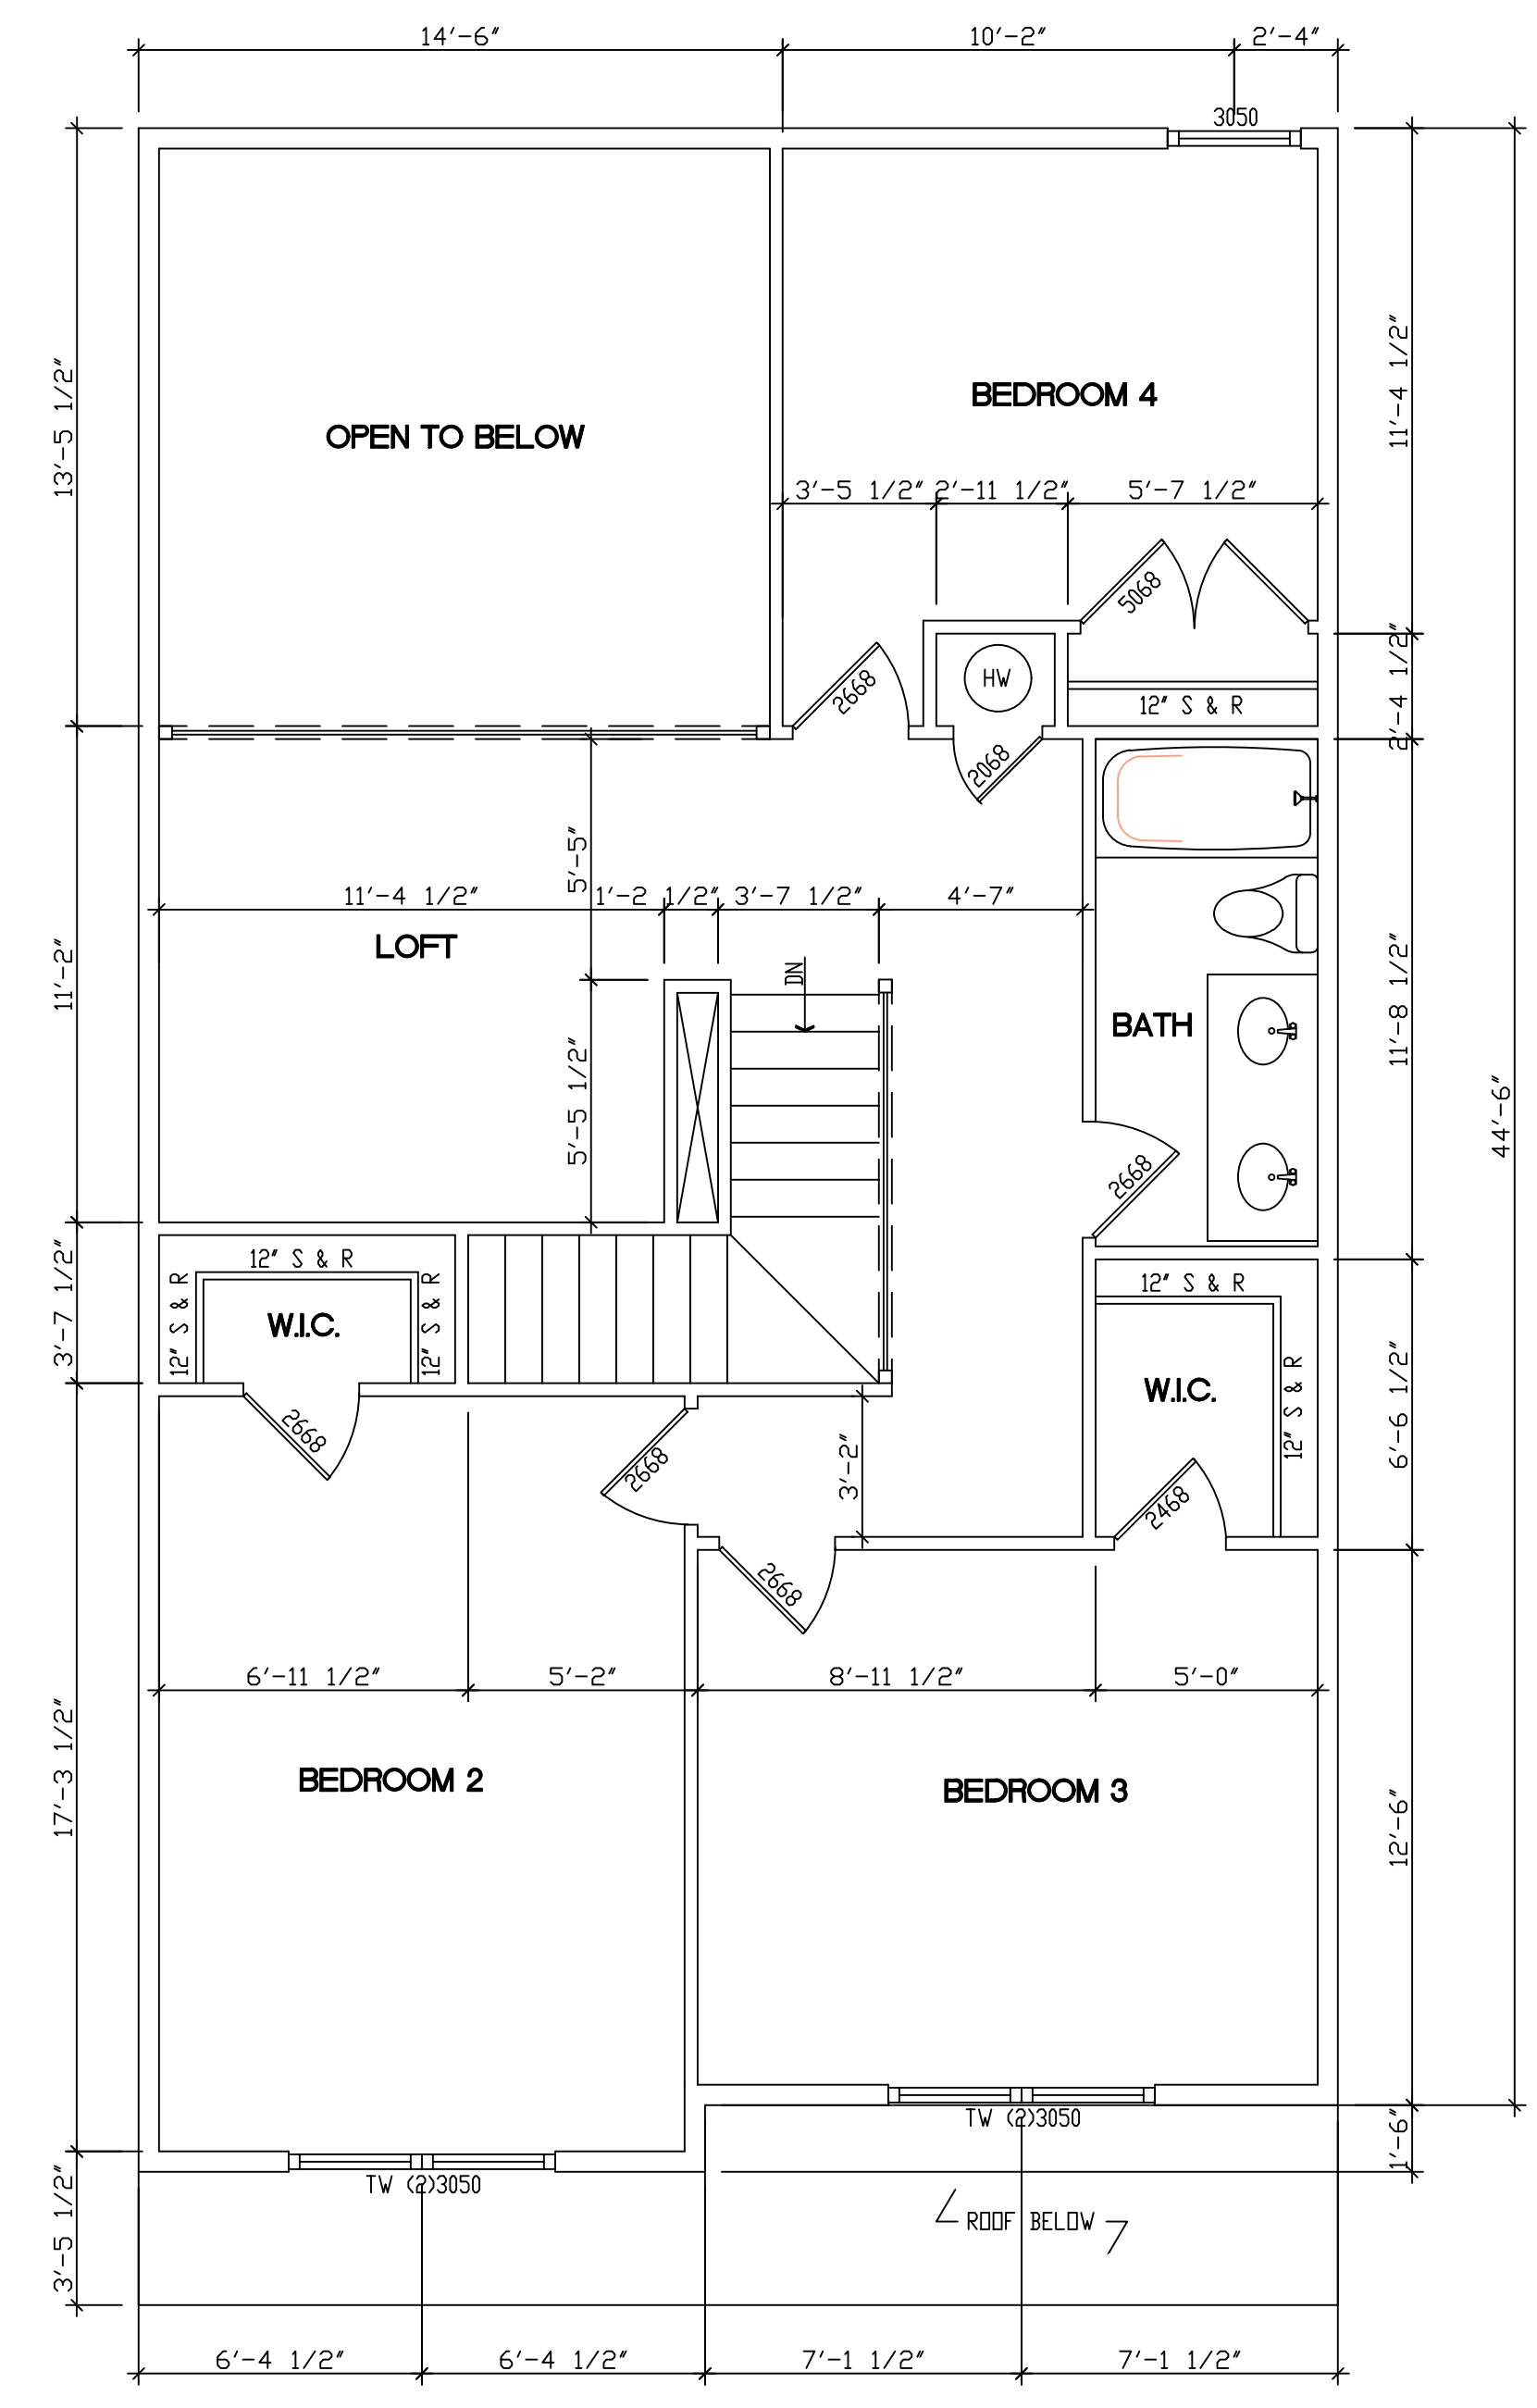 14'-6"
10'-2"
2'-4"
3050
13'-5 1/2"
11'-4 1/2"
BEDROOM 4
OPEN TO BELOW
3'-5 1/2"
2'-11 1/2"
5'-7 1/2"
5068
2'-4 1/2"
2668
HW
12" S & R
2068
5'-5"
11'-4 1/2"
1'-2 1/2"
3'-7 1/2"
4'-7"
LOFT
11'-2"
11'-8 1/2"
DN
BATH
5'-5 1/2"
44'-6"
2668
12" S & R
12" S & R
12" S & R
3'-7 1/2"
W.I.C.
12" S & R
W.I.C.
12" S & R
6'-6 1/2"
2668
2668
3'-2"
2468
2668
6'-11 1/2"
5'-2"
8'-11 1/2"
5'-0"
17'-3 1/2"
BEDROOM 2
BEDROOM 3
12'-6"
TW (2)3050
1'-6"
TW (2)3050
3'-5 1/2"
ROOF BELOW
6'-4 1/2"
6'-4 1/2"
7'-1 1/2"
7'-1 1/2"